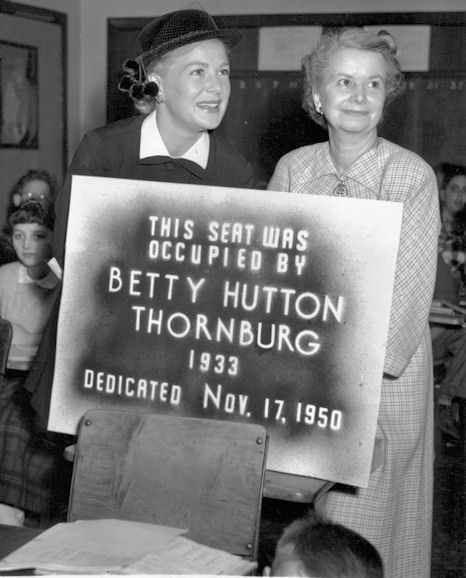 THIS SEAT WAS
OCCUPIED BY
BETTY HUTTON
THORNBURG
1933
DEDICATED NOV. 17, 1950